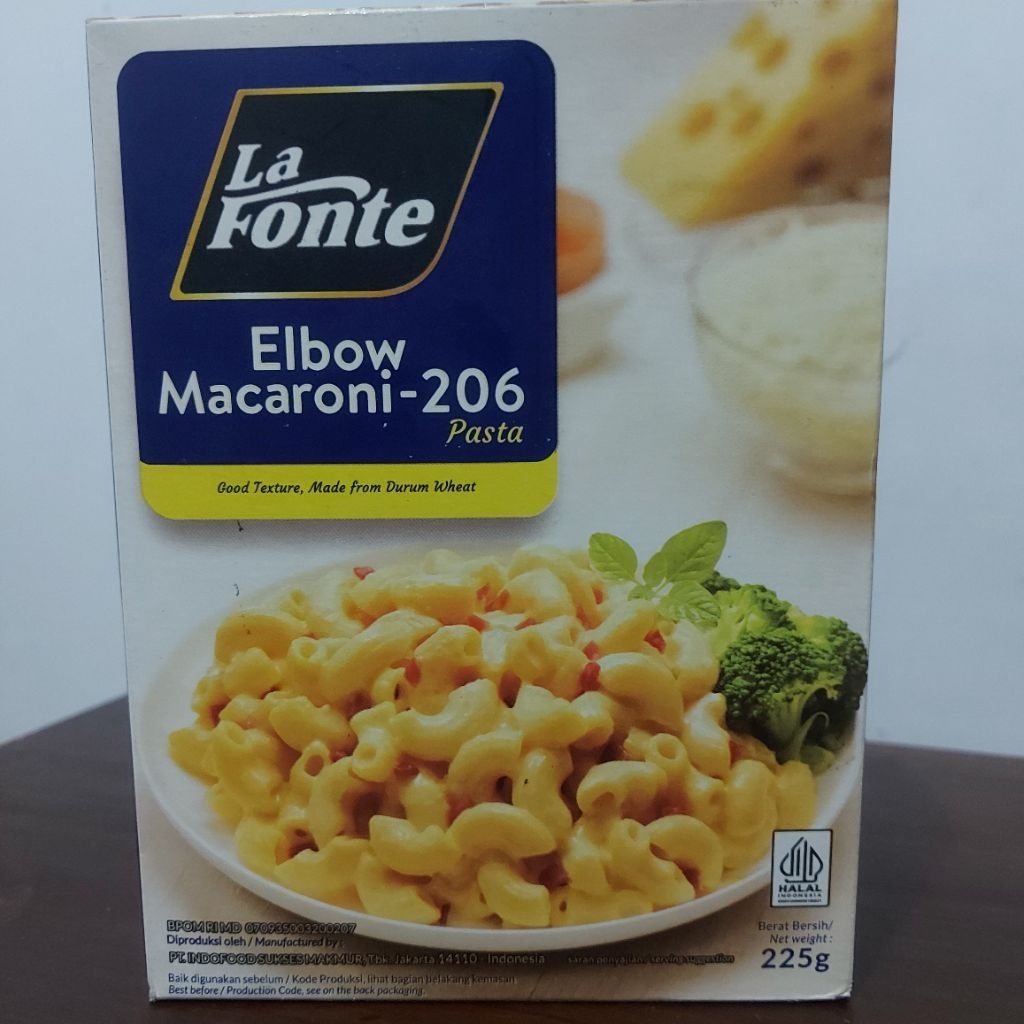 La
Fonte
Elbow
Macaroni-206
Pasta
Good Texture, Made from Durum Wheat
HALAL
INDONESIA
BPOM RI MD 070935003200207
Diproduksi oleh / Manufactured by :
PT. INDOFOOD SUKSES MAKMUR, Tbk. Jakarta 14110 - Indonesia
saran penyajian / serving suggestion
Baik digunakan sebelum / Kode Produksi, lihat bagian belakang kemasan
Best before / Production Code, see on the back packaging.
Berat Bersih/
Net weight :
225g